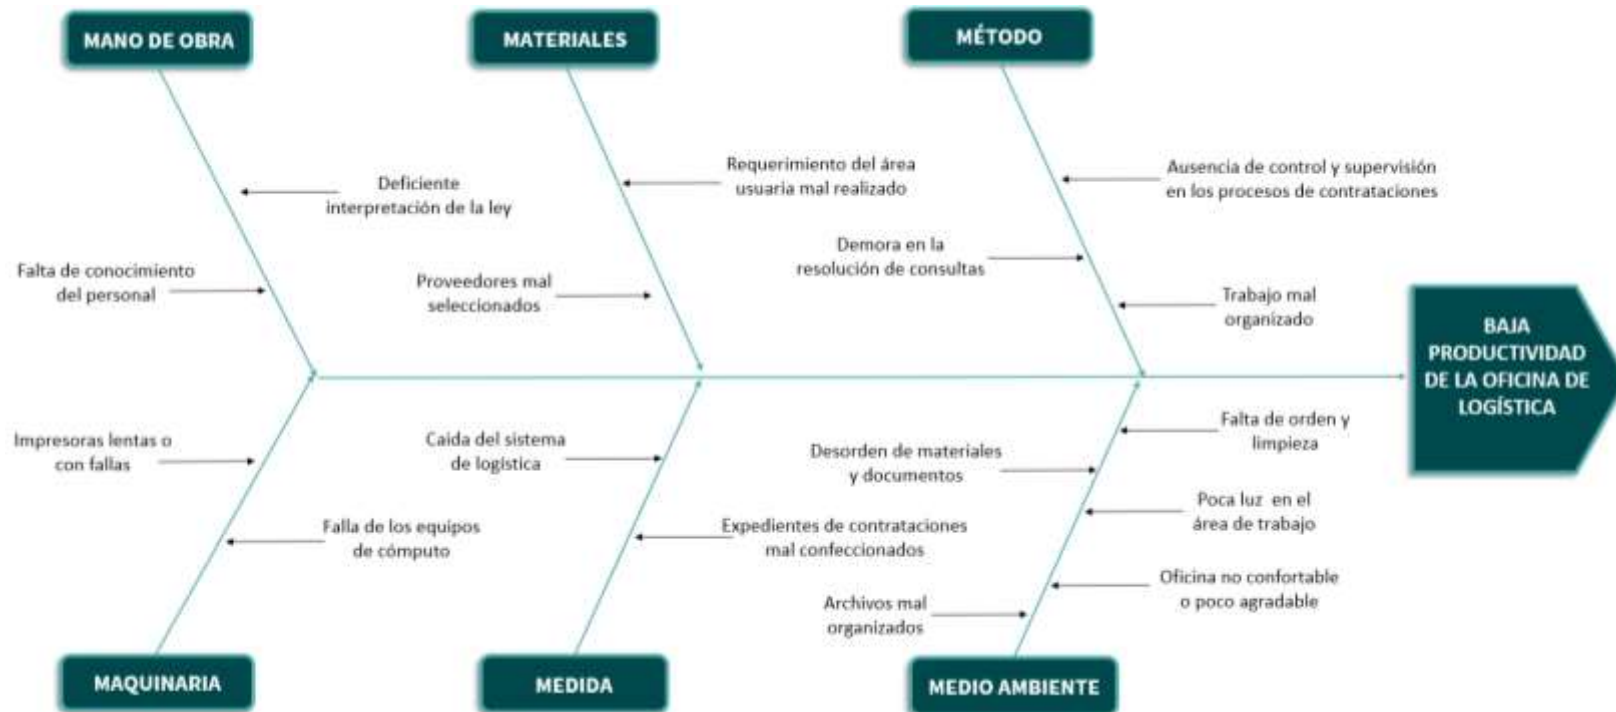 MANO DE OBRA
MATERIALES
MÉTODO
Deficiente
interpretación de la ley
Falta de conocimiento
del personal
Requerimiento del área
usuaria mal realizado
Proveedores mal
seleccionados
Ausencia de control y supervisión
en los procesos de contrataciones
Demora en la
resolución de consultas
Trabajo mal
organizado
BAJA
PRODUCTIVIDAD
DE LA OFICINA DE
LOGÍSTICA
Impresoras lentas o
con fallas
Falla de los equipos
de cómputo
Caida del sistema
de logística
Expedientes de contrataciones
mal confeccionados
Falta de orden y
limpieza
Desorden de materiales
y documentos
Poca luz en el
área de trabajo
Oficina no confortable
o poco agradable
Archivos mal
organizados
MAQUINARIA
MEDIDA
MEDIO AMBIENTE